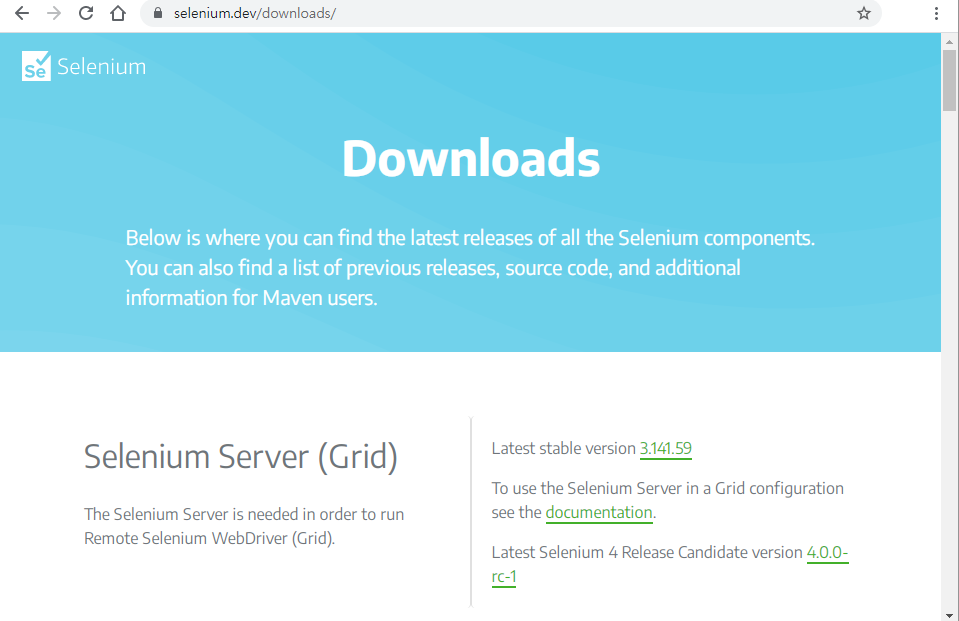 selenium.dev/downloads/
Se Selenium
Downloads
Below is where you can find the latest releases of all the Selenium components.
You can also find a list of previous releases, source code, and additional
information for Maven users.
Selenium Server (Grid)
The Selenium Server is needed in order to run
Remote Selenium WebDriver (Grid).
Latest stable version 3.141.59
To use the Selenium Server in a Grid configuration
see the documentation.
Latest Selenium 4 Release Candidate version 4.0.0-
rc-1